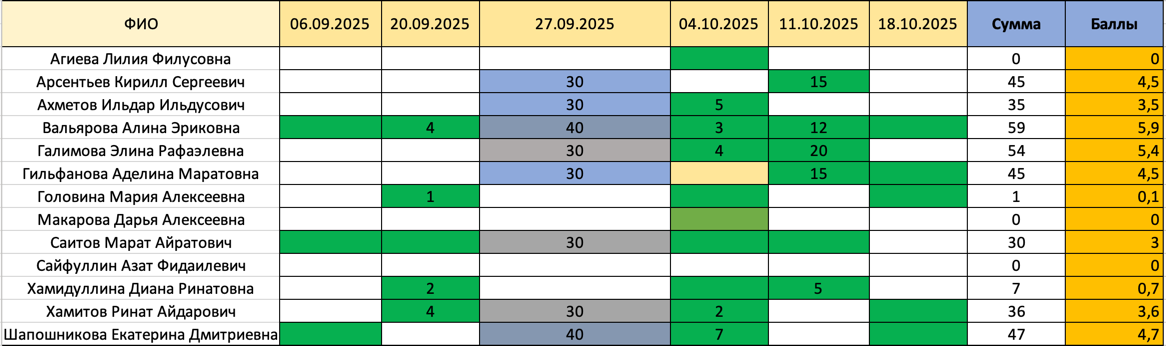 ФИО 06.09.2025 20.09.2025 27.09.2025 04.10.2025 11.10.2025 18.10.2025 Сумма Баллы
Агиева Лилия Филусовна 0 0
Арсентьев Кирилл Сергеевич 30 15 45 4,5
Ахметов Ильдар Ильдусович 30 5 35 3,5
Вальярова Алина Эриковна 4 40 3 12 59 5,9
Галимова Элина Рафаэлевна 30 4 20 54 5,4
Гильфанова Аделина Маратовна 30 15 45 4,5
Головина Мария Алексеевна 1 1 0,1
Макарова Дарья Алексеевна 0 0
Саитов Марат Айратович 30 30 3
Сайфуллин Азат Фидаилевич 0 0
Хамидуллина Диана Ринатовна 2 5 7 0,7
Хамитов Ринат Айдарович 4 30 2 36 3,6
Шапошникова Екатерина Дмитриевна 40 7 47 4,7